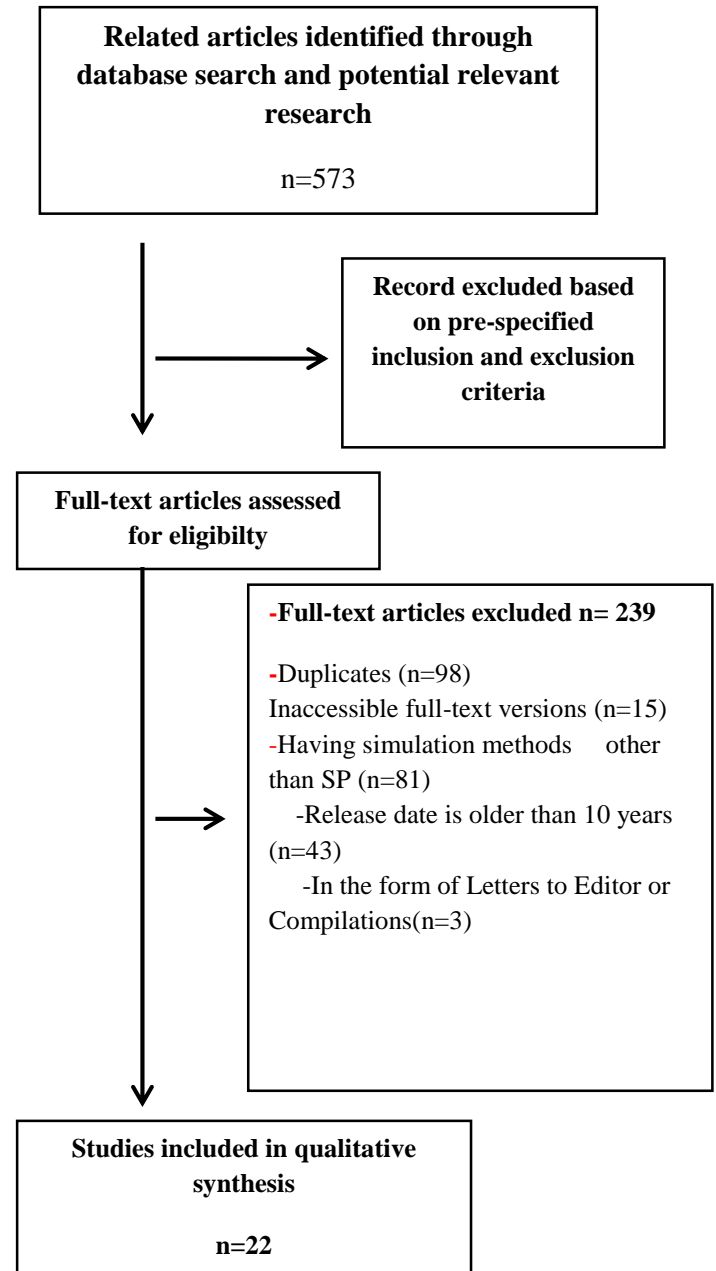 Related articles identified through
database search and potential relevant
research
n=573
Record excluded based
on pre-specified
inclusion and exclusion
criteria
Full-text articles assessed
for eligibilty
-Full-text articles excluded n= 239
-Duplicates (n=98)
Inaccessible full-text versions (n=15)
-Having simulation methods other
than SP (n=81)
-Release date is older than 10 years
(n=43)
-In the form of Letters to Editor or
Compilations(n=3)
Studies included in qualitative
synthesis
n=22